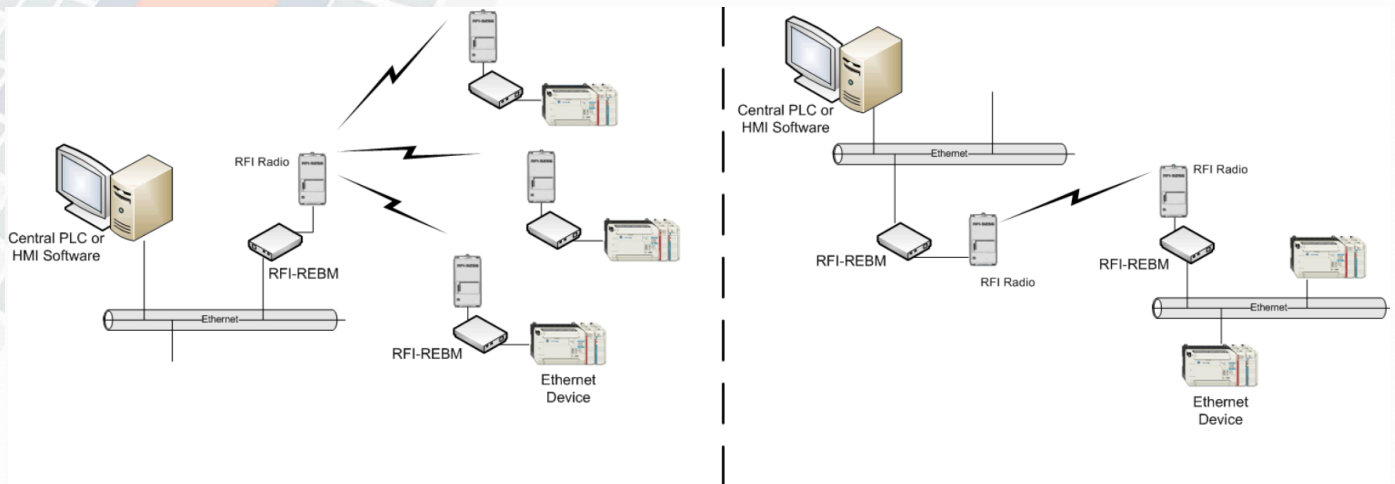 RFI Radio
Central PLC or
HMI Software
RFI-REBM
Ethernet
RFI-REBM
Ethernet
Device
Central PLC or
HMI Software
Ethernet
RFI-REBM
RFI Radio
RFI Radio
RFI-REBM
Ethernet
Ethernet
Device